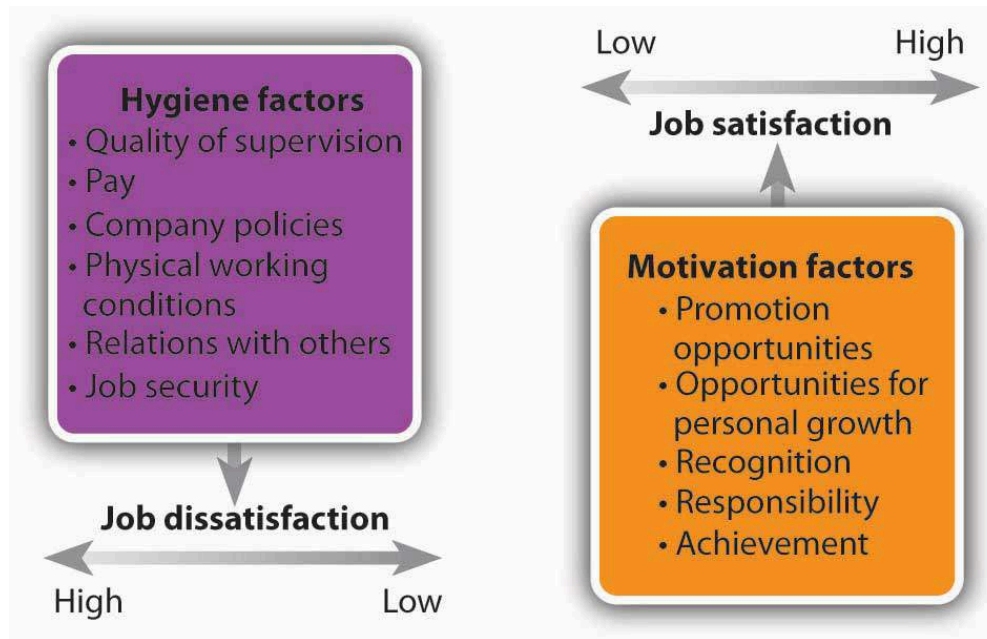 Hygiene factors
• Quality of supervision
• Pay
• Company policies
• Physical working
conditions
• Relations with others
• Job security
Job dissatisfaction
High Low
Low High
Job satisfaction
Motivation factors
• Promotion
opportunities
• Opportunities for
personal growth
• Recognition
• Responsibility
• Achievement